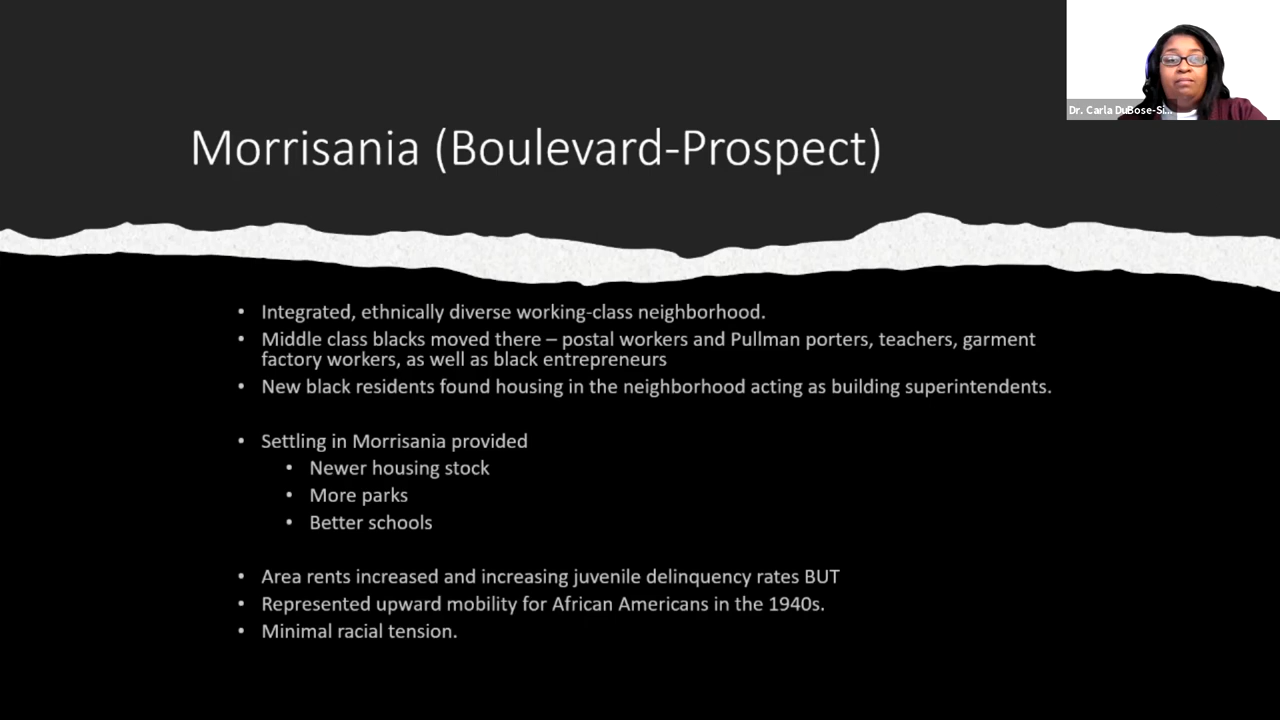 Dr. Carla DuBose-Si...
Morrisania (Boulevard-Prospect)
• Integrated, ethnically diverse working-class neighborhood.
• Middle class blacks moved there – postal workers and Pullman porters, teachers, garment
factory workers, as well as black entrepreneurs
• New black residents found housing in the neighborhood acting as building superintendents.
• Settling in Morrisania provided
• Newer housing stock
• More parks
• Better schools
• Area rents increased and increasing juvenile delinquency rates BUT
• Represented upward mobility for African Americans in the 1940s.
• Minimal racial tension.